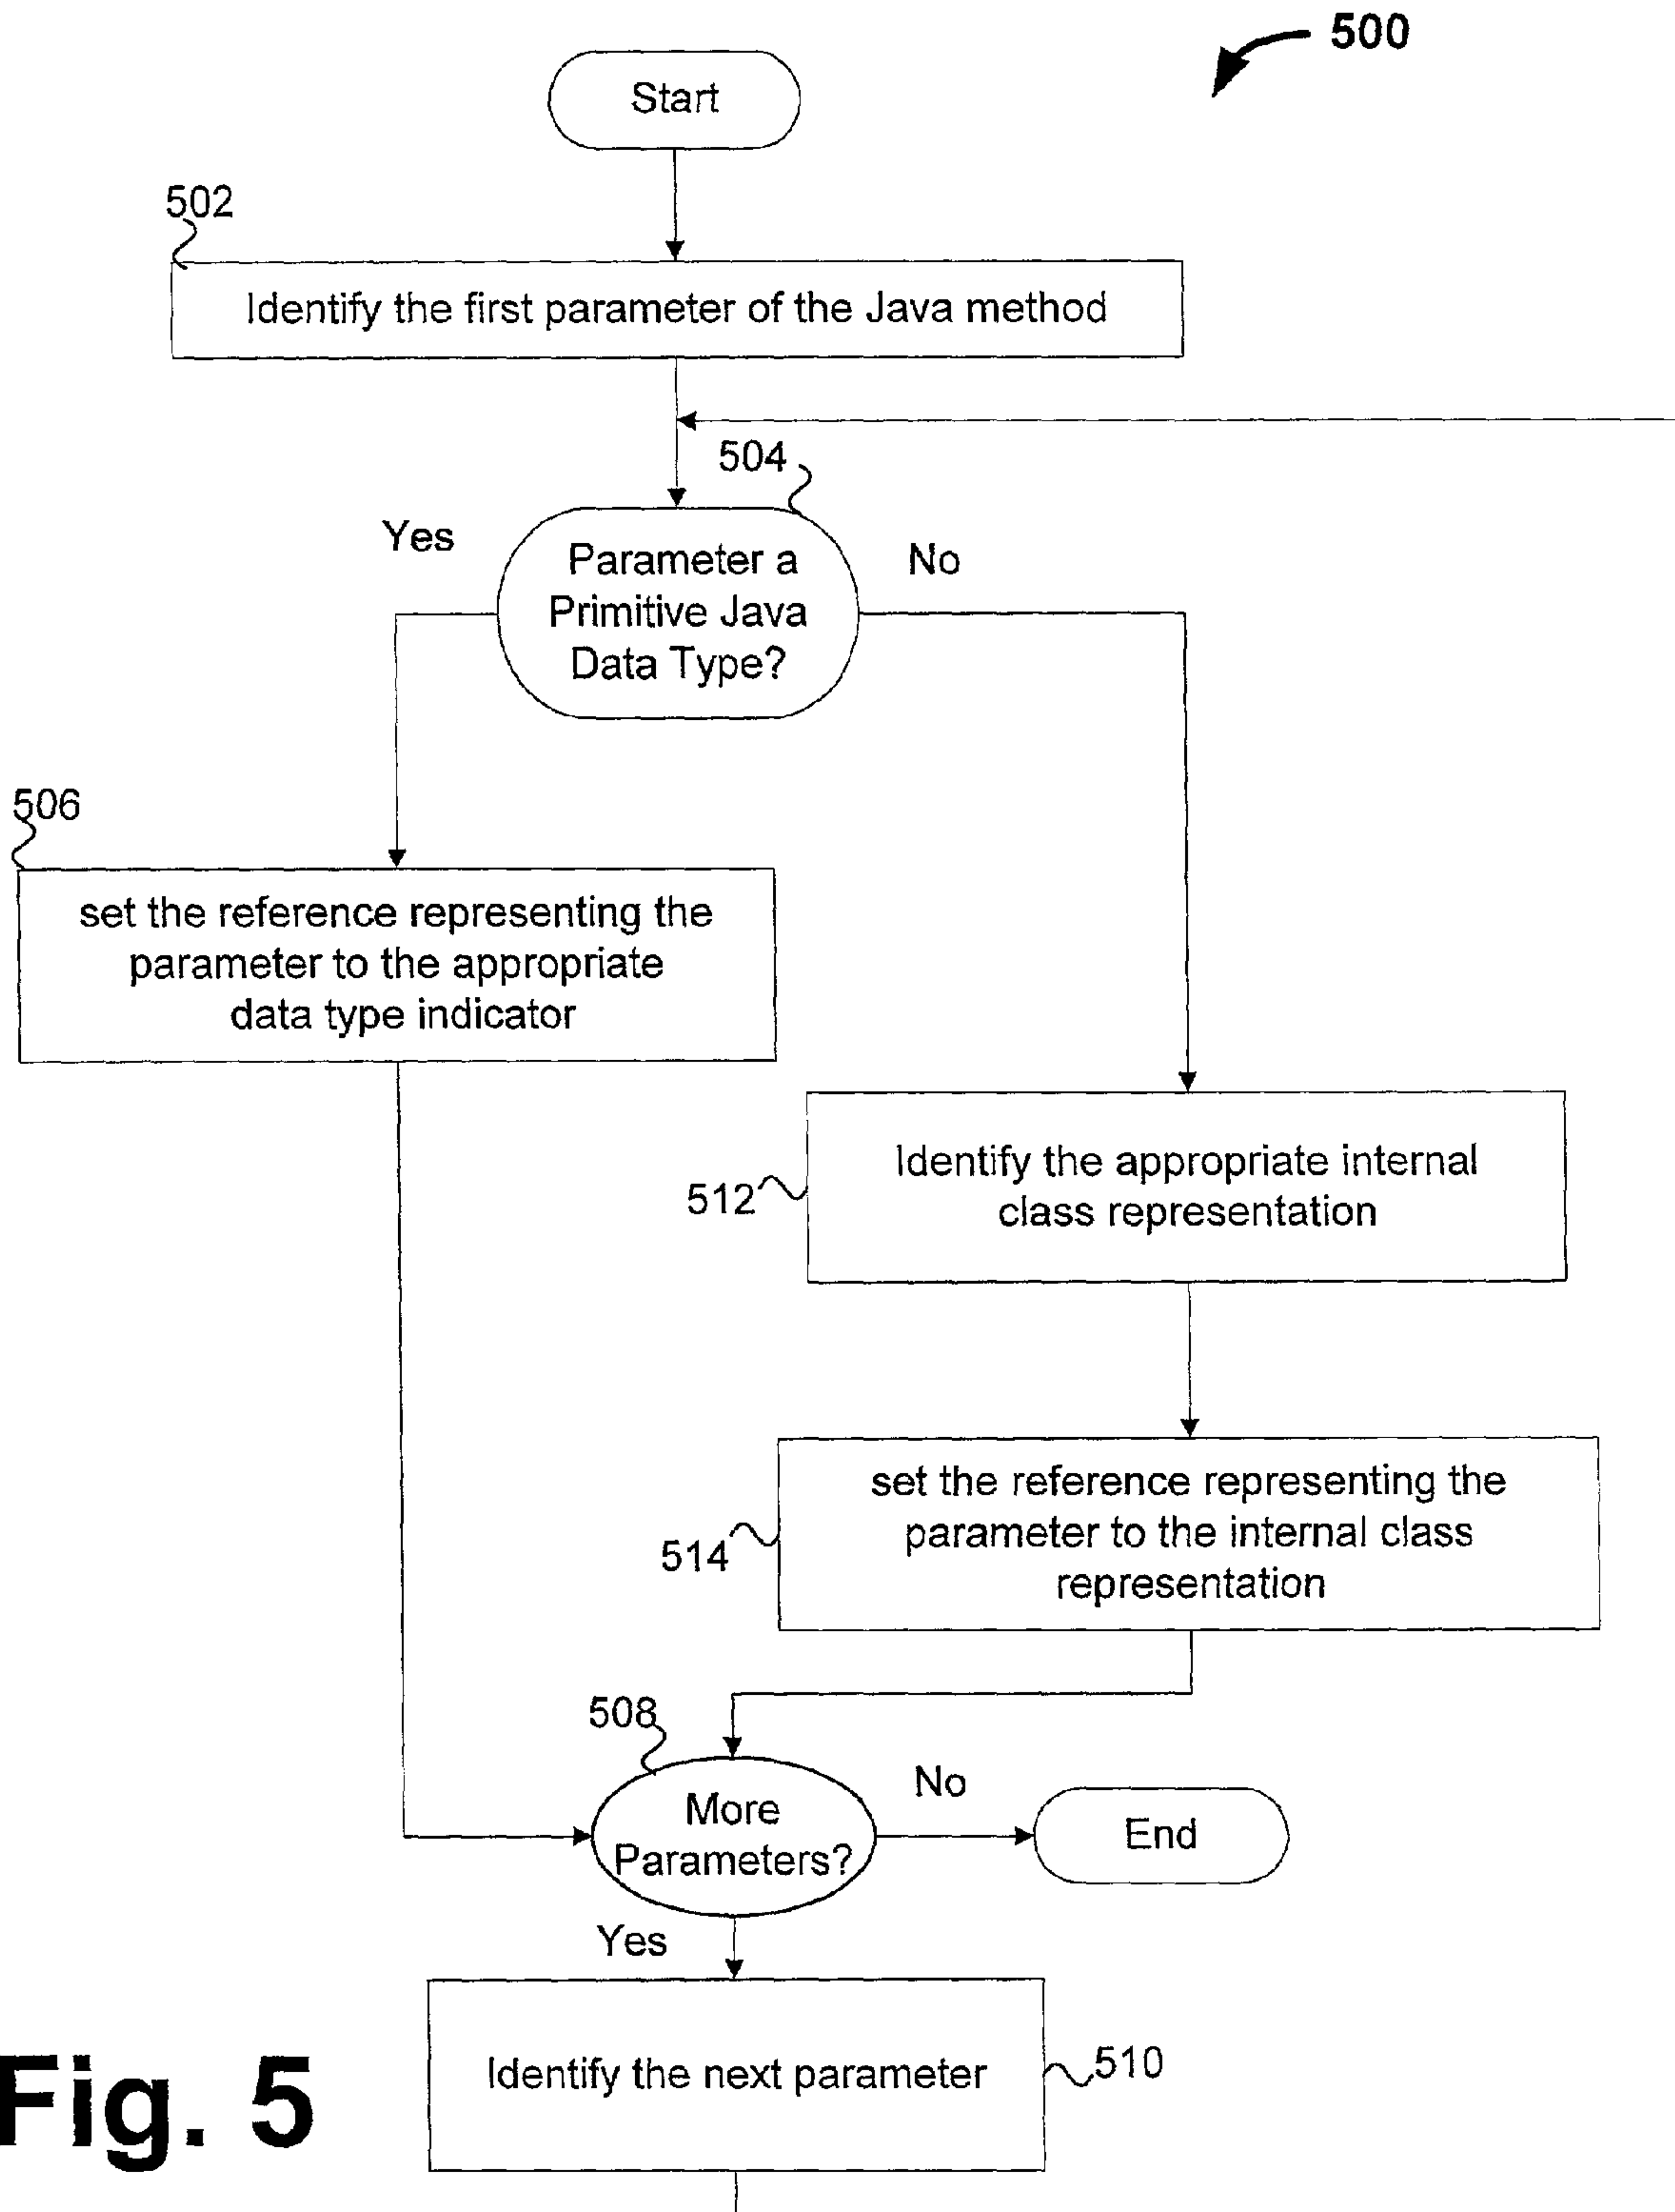 500
Start
502
Identify the first parameter of the Java method
504
Yes
No
Parameter a
Primitive Java
Data Type?
506
set the reference representing the
parameter to the appropriate
data type indicator
Identify the appropriate internal
class representation
512
set the reference representing the
parameter to the internal class
representation
514
508
More
Parameters?
No
End
Yes
Identify the next parameter
510
Fig. 5